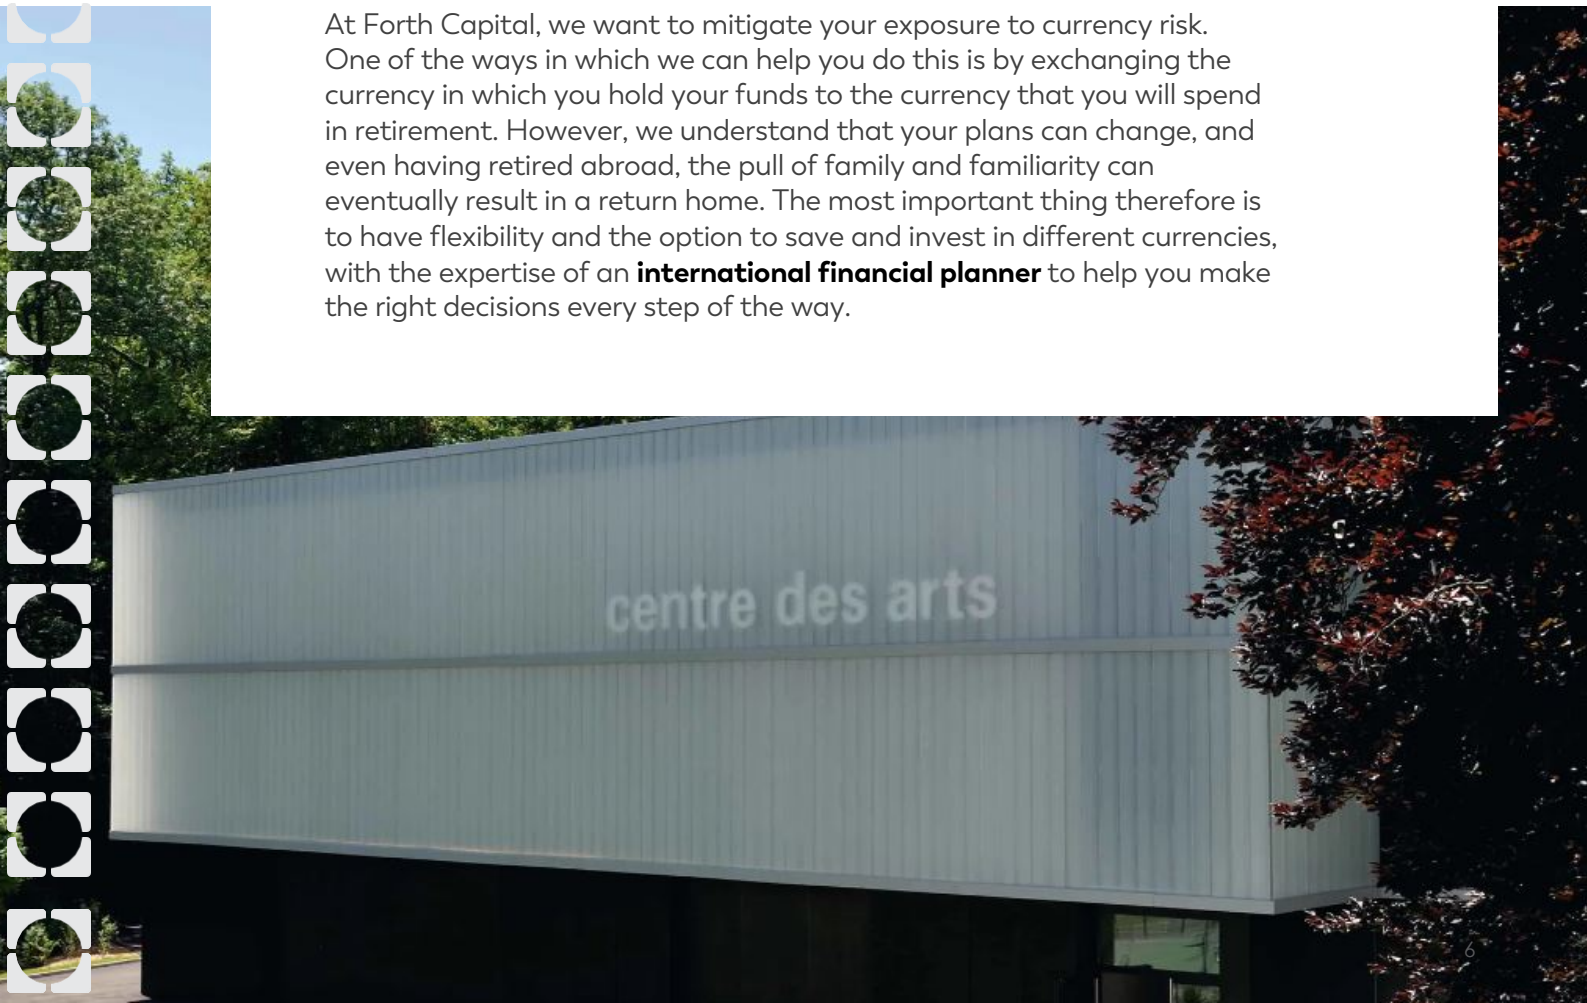 At Forth Capital, we want to mitigate your exposure to currency risk.
One of the ways in which we can help you do this is by exchanging the
currency in which you hold your funds to the currency that you will spend
in retirement. However, we understand that your plans can change, and
even having retired abroad, the pull of family and familiarity can
eventually result in a return home. The most important thing therefore is
to have flexibility and the option to save and invest in different currencies,
with the expertise of an international financial planner to help you make
the right decisions every step of the way.
centre des arts
6